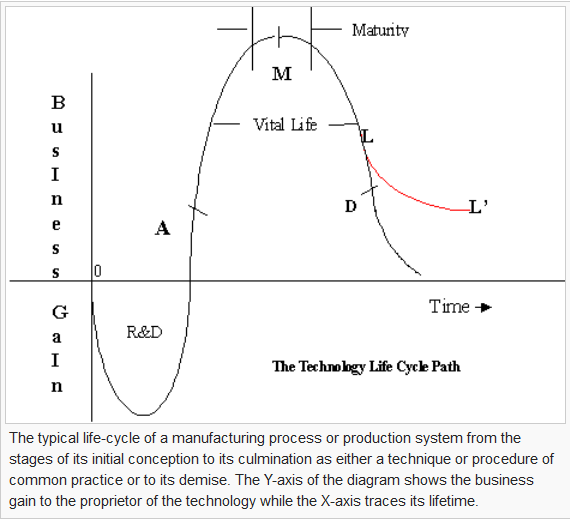 Maturity
M
Vital Life
L
BusIness
GaIn
A
D
L'
0
Time
R&D
The Technology Life Cycle Path
The typical life-cycle of a manufacturing process or production system from the
stages of its initial conception to its culmination as either a technique or procedure of
common practice or to its demise. The Y-axis of the diagram shows the business
gain to the proprietor of the technology while the X-axis traces its lifetime.